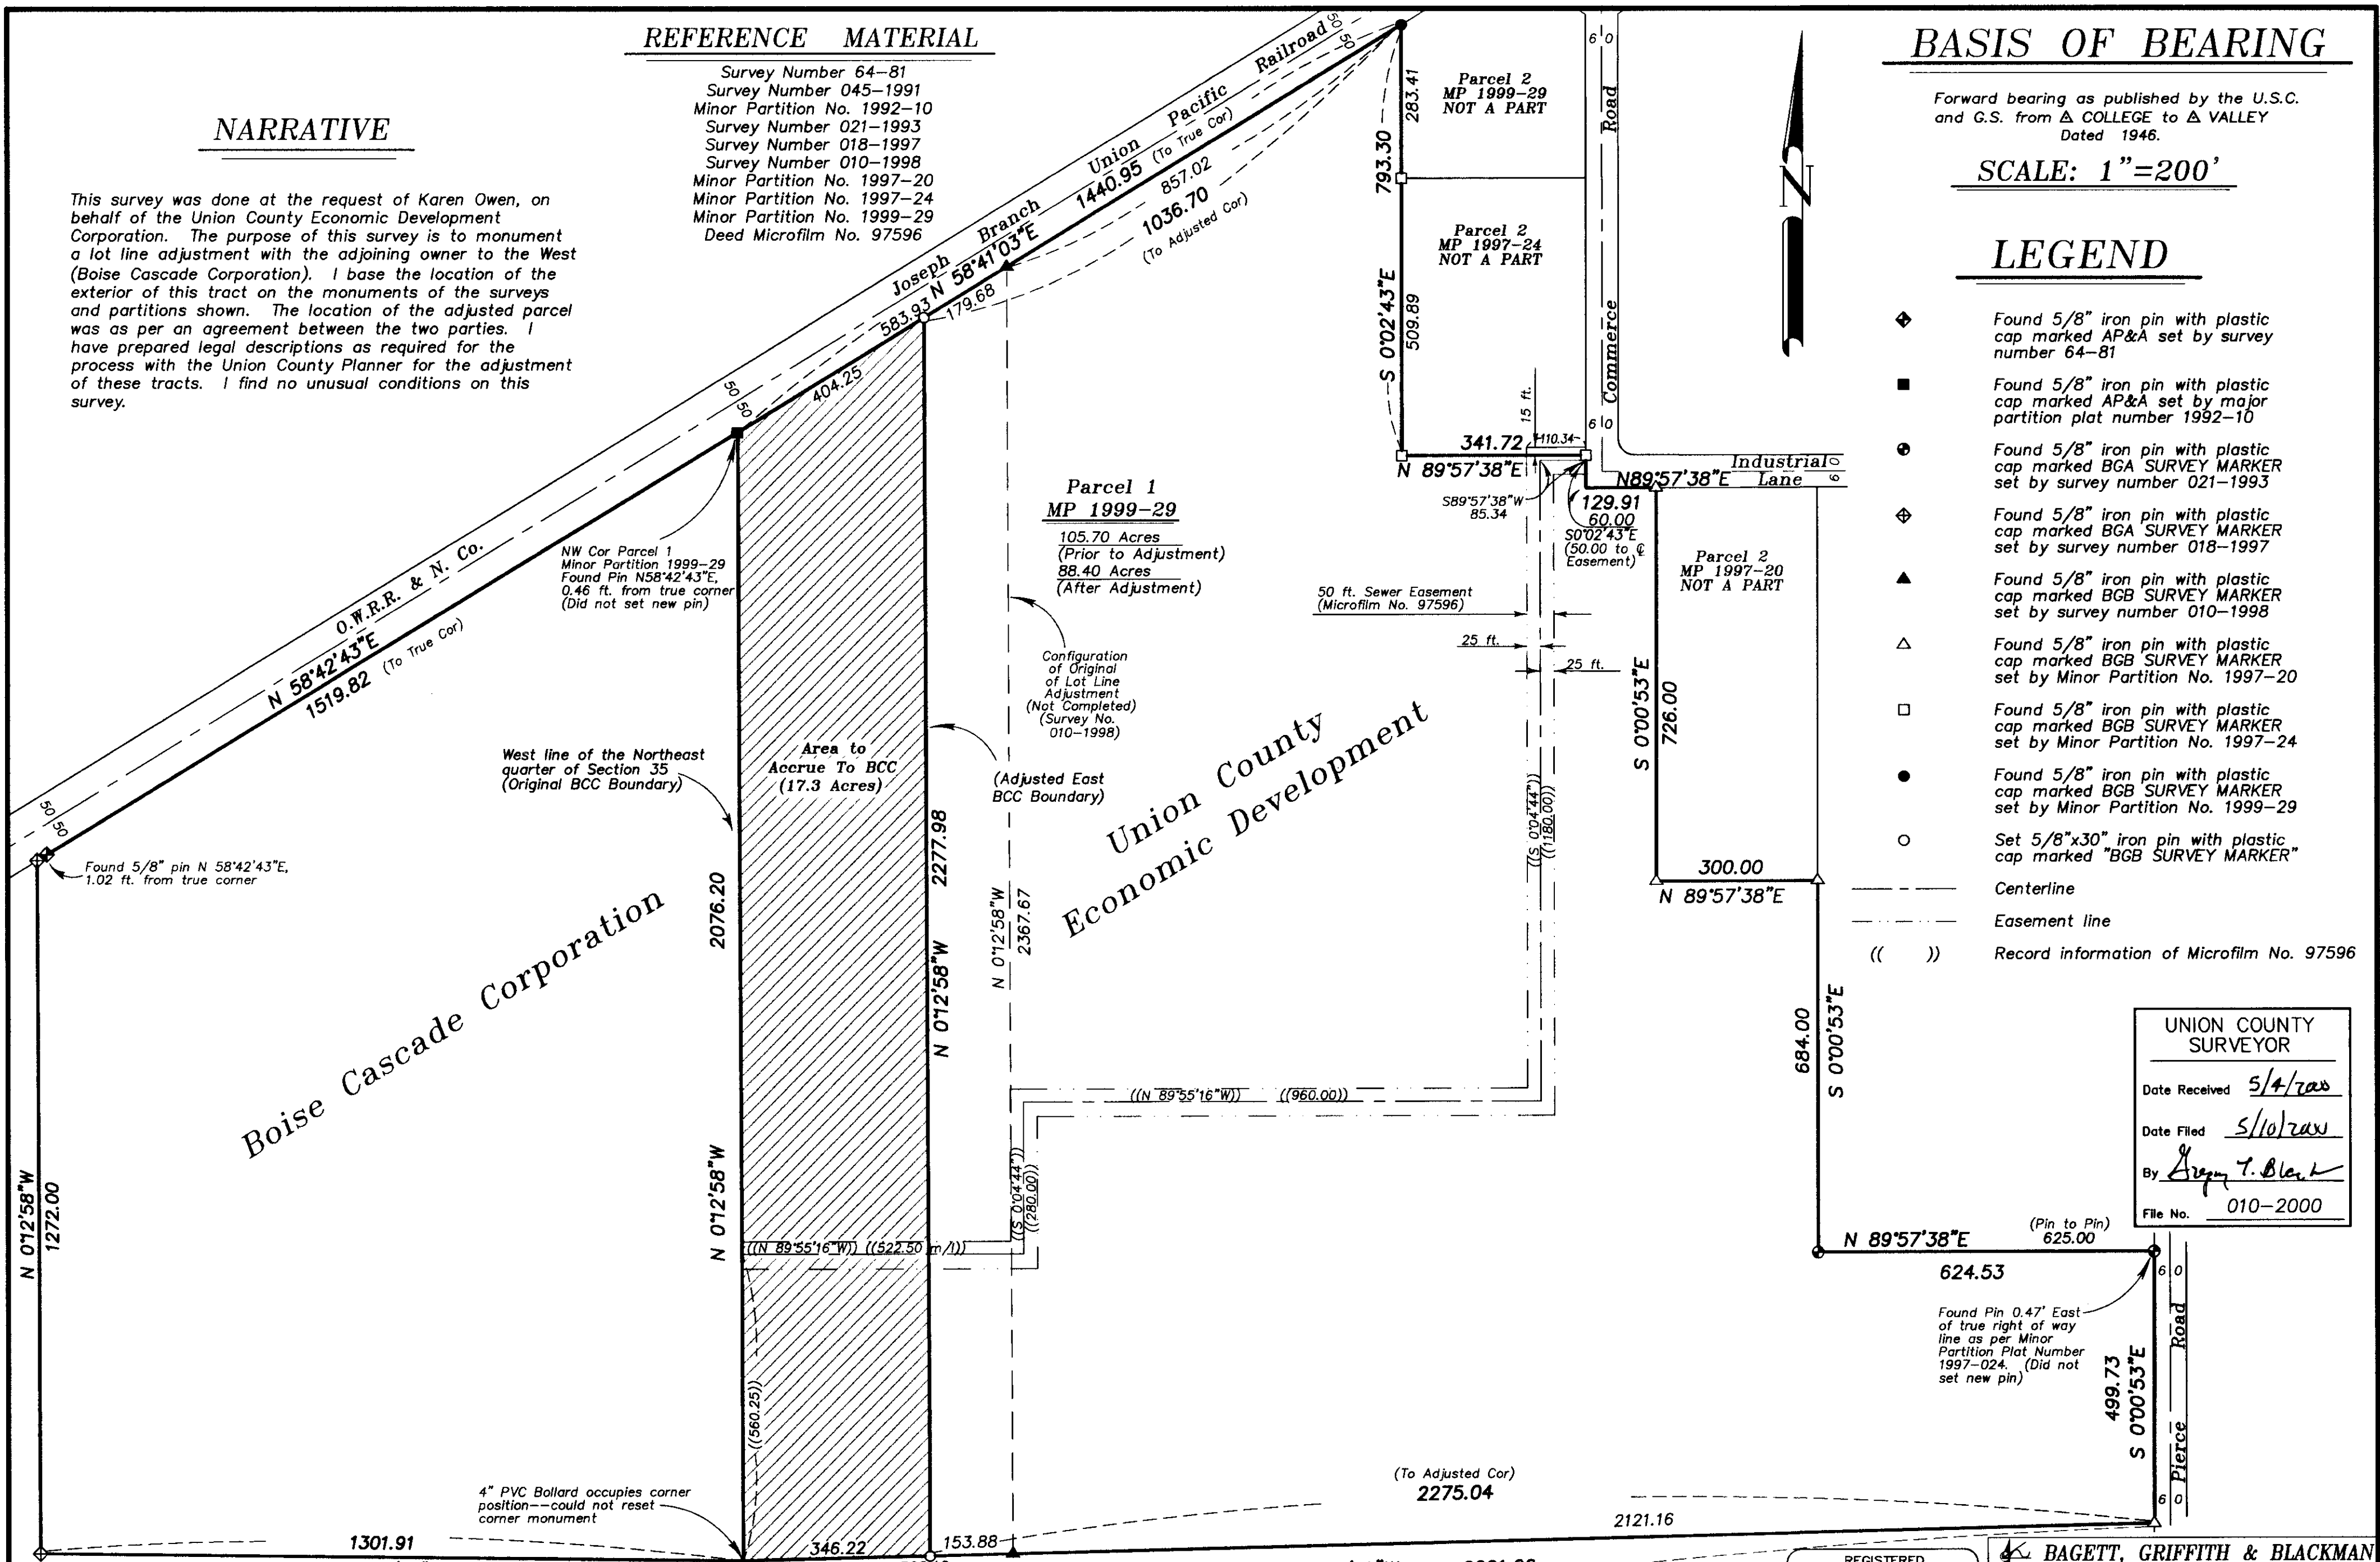 REFERENCE MATERIAL
Survey Number 64-81
Survey Number 045-1991
Minor Partition No. 1992-10
Survey Number 021-1993
Survey Number 018-1997
Survey Number 010-1998
Minor Partition No. 1997-20
Minor Partition No. 1997-24
Minor Partition No. 1999-29
Deed Microfilm No. 97596
NARRATIVE
This survey was done at the request of Karen Owen, on
behalf of the Union County Economic Development
Corporation. The purpose of this survey is to monument
a lot line adjustment with the adjoining owner to the West
(Boise Cascade Corporation). I base the location of the
exterior of this tract on the monuments of the surveys
and partitions shown. The location of the adjusted parcel
was as per an agreement between the two parties. I
have prepared legal descriptions as required for the
process with the Union County Planner for the adjustment
of these tracts. I find no unusual conditions on this
survey.
BASIS OF BEARING
Forward bearing as published by the U.S.C.
and G.S. from Δ COLLEGE to Δ VALLEY
Dated 1946.
SCALE: 1"=200'
N
LEGEND
Found 5/8" iron pin with plastic
cap marked AP&A set by survey
number 64-81
Found 5/8" iron pin with plastic
cap marked AP&A set by major
partition plat number 1992-10
Found 5/8" iron pin with plastic
cap marked BGA SURVEY MARKER
set by survey number 021-1993
Found 5/8" iron pin with plastic
cap marked BGA SURVEY MARKER
set by survey number 018-1997
Found 5/8" iron pin with plastic
cap marked BGB SURVEY MARKER
set by survey number 010-1998
Found 5/8" iron pin with plastic
cap marked BGB SURVEY MARKER
set by Minor Partition No. 1997-20
Found 5/8" iron pin with plastic
cap marked BGB SURVEY MARKER
set by Minor Partition No. 1997-24
Found 5/8" iron pin with plastic
cap marked BGB SURVEY MARKER
set by Minor Partition No. 1999-29
Set 5/8"x30" iron pin with plastic
cap marked "BGB SURVEY MARKER"
Centerline
Easement line
(( )) Record information of Microfilm No. 97596
UNION COUNTY
SURVEYOR
Date Received 5/4/2000
Date Filed 5/10/2000
By
File No. 010-2000
Joseph Branch Union Pacific Railroad
50 50
N 58°41'03"E
1440.95 (To True Cor)
857.02
1036.70
(To Adjusted Cor)
179.68
583.93
404.25
50 50
O.W.R.R. & N. Co.
N 58°42'43"E
1519.82 (To True Cor)
50 50
Found 5/8" pin N 58°42'43"E,
1.02 ft. from true corner
NW Cor Parcel 1
Minor Partition 1999-29
Found Pin N58°42'43"E,
0.46 ft. from true corner
(Did not set new pin)
West line of the Northeast
quarter of Section 35
(Original BCC Boundary)
Area to
Accrue To BCC
(17.3 Acres)
(Adjusted East
BCC Boundary)
Parcel 1
MP 1999-29
105.70 Acres
(Prior to Adjustment)
88.40 Acres
(After Adjustment)
Configuration
of Original
of Lot Line
Adjustment
(Not Completed)
(Survey No.
010-1998)
Parcel 2
MP 1999-29
NOT A PART
Parcel 2
MP 1997-24
NOT A PART
283.41
793.30
S 0°02'43"E
509.89
60
Commerce Road
60
15 ft.
341.72
110.34
N 89°57'38"E
Industrial
Lane
60
N89°57'38"E
129.91
S89°57'38"W
85.34
60.00
S0°02'43"E
(50.00 to ℄
Easement)
Parcel 2
MP 1997-20
NOT A PART
50 ft. Sewer Easement
(Microfilm No. 97596)
25 ft.
25 ft.
S 0°00'53"E
726.00
300.00
N 89°57'38"E
684.00
S 0°00'53"E
((S 0°04'44"))
((1180.00))
Union County
Economic Development
Boise Cascade Corporation
2076.20
N 0°12'58"W
2277.98
N 0°12'58"W
N 0°12'58"W
2367.67
N 0°12'58"W
1272.00
((N 89°55'16"W)) ((960.00))
((S 0°04'44"))
((280.00))
((N 89°55'16"W)) ((522.50 m/l))
((560.25))
N 89°57'38"E
(Pin to Pin)
625.00
624.53
Found Pin 0.47' East
of true right of way
line as per Minor
Partition Plat Number
1997-024. (Did not
set new pin)
60
Pierce Road
60
499.73
S 0°00'53"E
4" PVC Bollard occupies corner
position--could not reset
corner monument
(To Adjusted Cor)
2275.04
2121.16
1301.91
346.22
153.88
REGISTERED
BAGETT, GRIFFITH & BLACKMAN